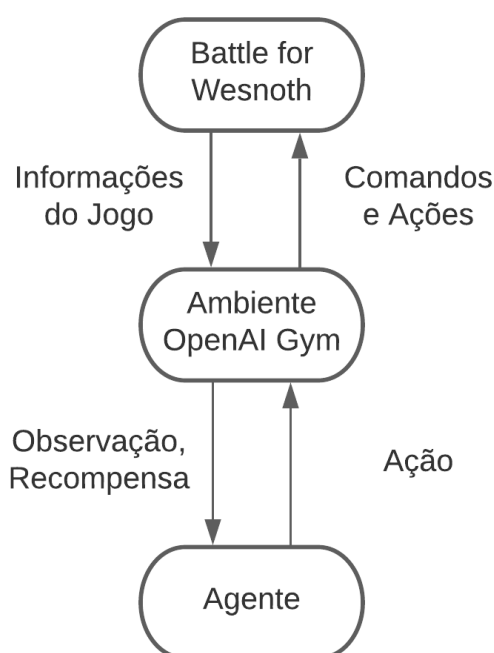 Battle for
Wesnoth
Informações
do Jogo
Comandos
e Ações
Ambiente
OpenAI Gym
Observação,
Recompensa
Ação
Agente